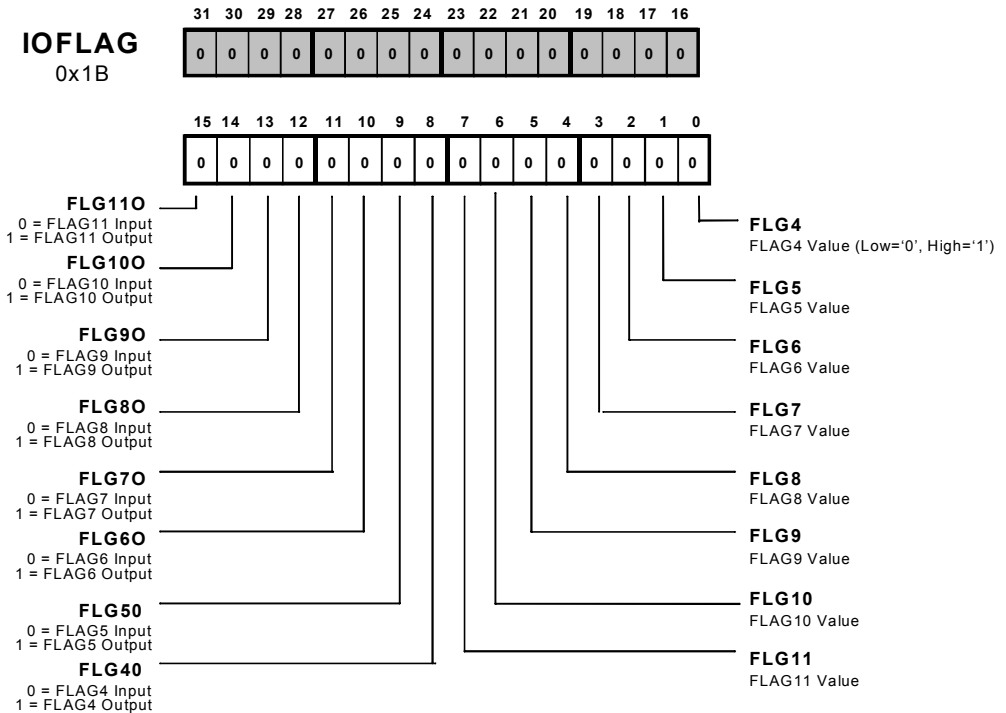 31 30 29 28 27 26 25 24 23 22 21 20 19 18 17 16
IOFLAG
0x1B
0 0 0 0 0 0 0 0 0 0 0 0 0 0 0 0
15 14 13 12 11 10 9 8 7 6 5 4 3 2 1 0
0 0 0 0 0 0 0 0 0 0 0 0 0 0 0 0
FLG11O
0 = FLAG11 Input
1 = FLAG11 Output
FLG10O
0 = FLAG10 Input
1 = FLAG10 Output
FLG9O
0 = FLAG9 Input
1 = FLAG9 Output
FLG8O
0 = FLAG8 Input
1 = FLAG8 Output
FLG7O
0 = FLAG7 Input
1 = FLAG7 Output
FLG6O
0 = FLAG6 Input
1 = FLAG6 Output
FLG50
0 = FLAG5 Input
1 = FLAG5 Output
FLG40
0 = FLAG4 Input
1 = FLAG4 Output
FLG4
FLAG4 Value (Low=‘0’, High=‘1’)
FLG5
FLAG5 Value
FLG6
FLAG6 Value
FLG7
FLAG7 Value
FLG8
FLAG8 Value
FLG9
FLAG9 Value
FLG10
FLAG10 Value
FLG11
FLAG11 Value